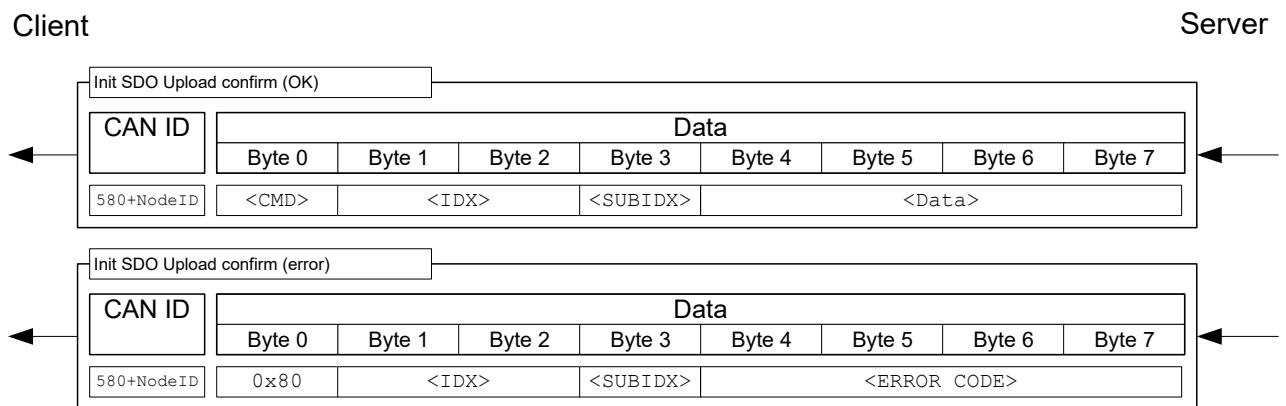 Client Server
Init SDO Upload confirm (OK)
CAN ID Data
Byte 0 Byte 1 Byte 2 Byte 3 Byte 4 Byte 5 Byte 6 Byte 7
580+NodeID <CMD> <IDX> <SUBIDX> <Data>
Init SDO Upload confirm (error)
CAN ID Data
Byte 0 Byte 1 Byte 2 Byte 3 Byte 4 Byte 5 Byte 6 Byte 7
580+NodeID 0x80 <IDX> <SUBIDX> <ERROR CODE>